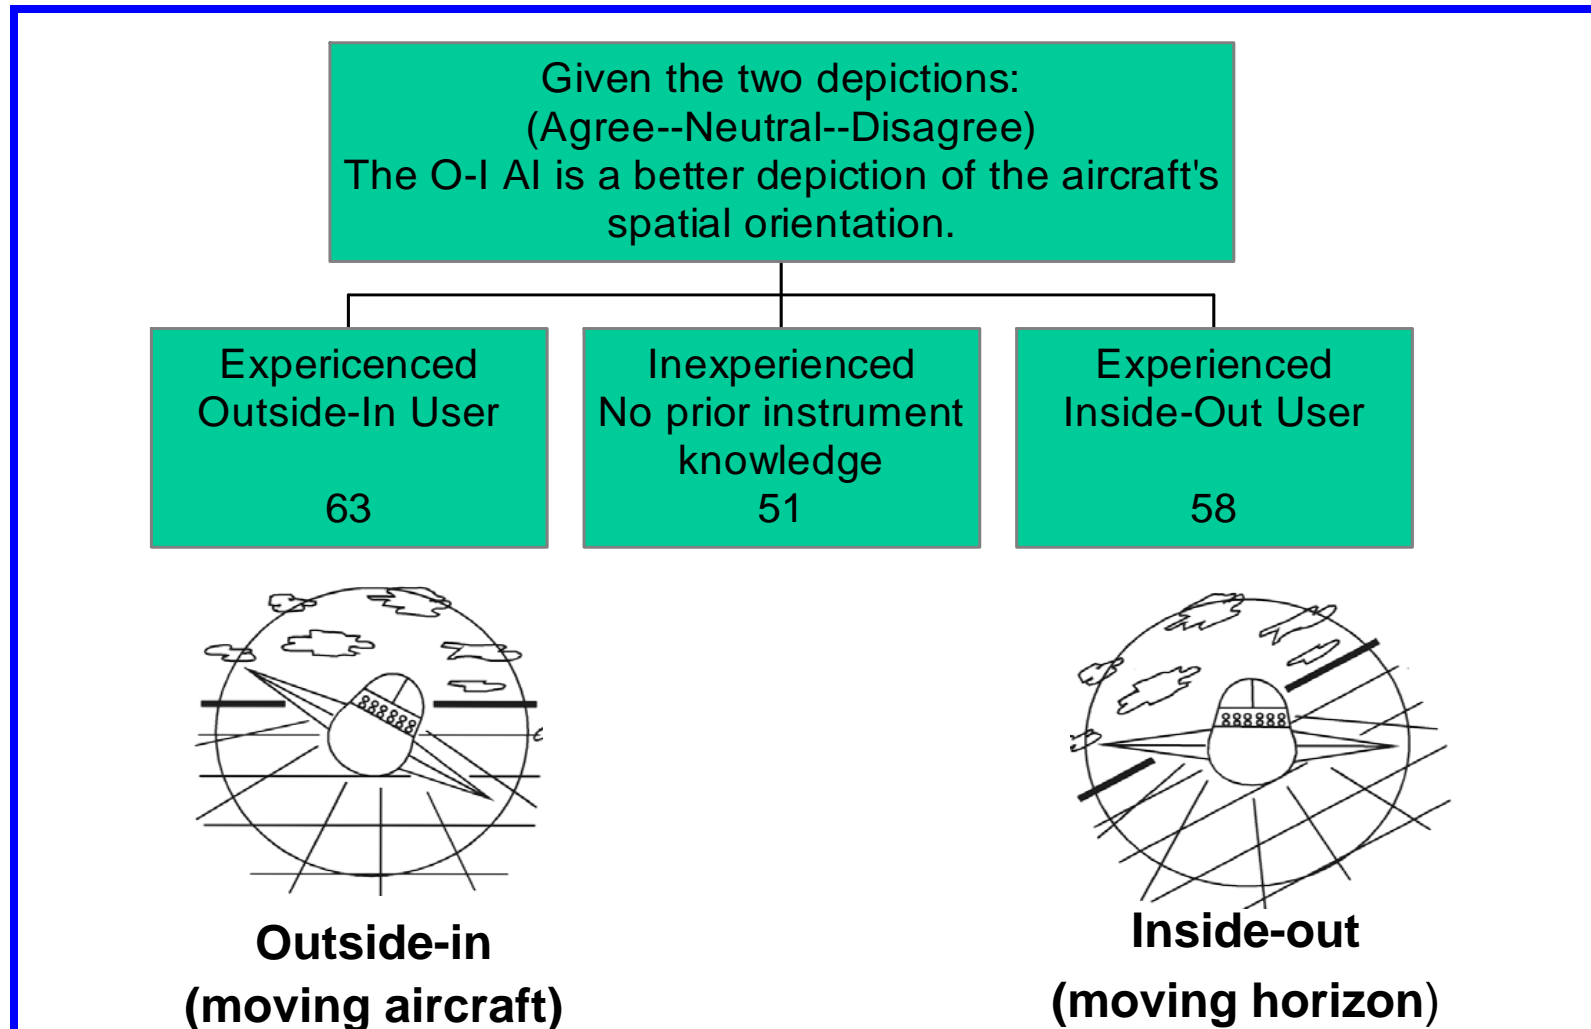 Given the two depictions:
(Agree--Neutral--Disagree)
The O-I AI is a better depiction of the aircraft's
spatial orientation.
Expericenced
Outside-In User
63
Inexperienced
No prior instrument
knowledge
51
Experienced
Inside-Out User
58
Outside-in
(moving aircraft)
Inside-out
(moving horizon)